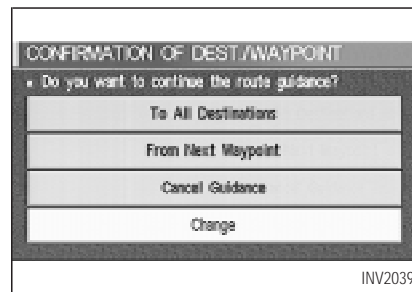 CONFIRMATION OF DEST./WAYPOINT
• Do you want to continue the route guidance?
To All Destinations
From Next Waypoint
Cancel Guidance
Change
INV2039